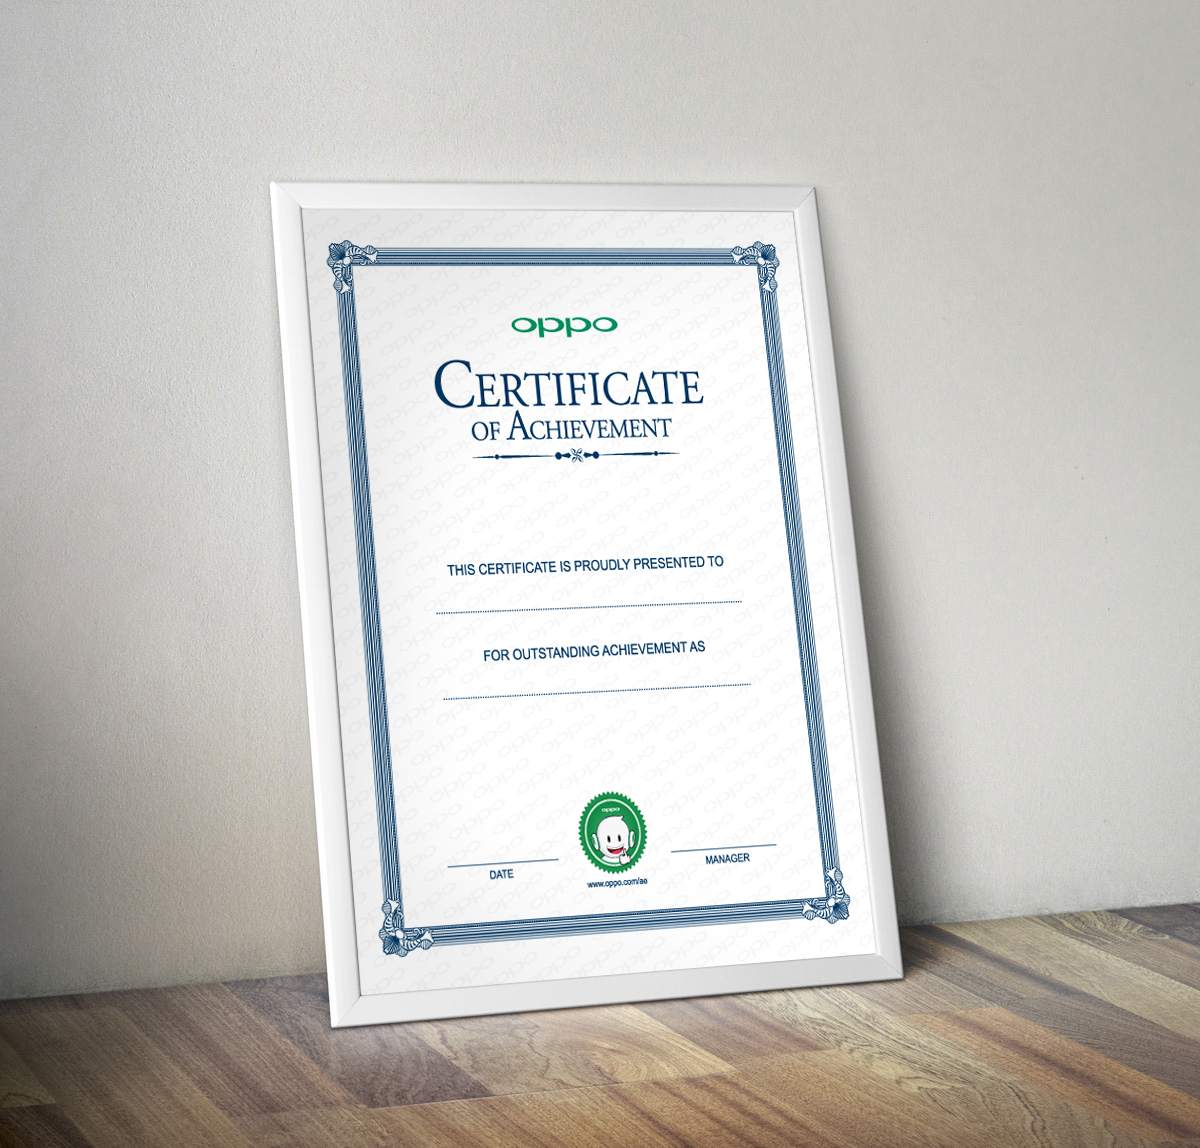 oppo
CERTIFICATE
OF ACHIEVEMENT
THIS CERTIFICATE IS PROUDLY PRESENTED TO
FOR OUTSTANDING ACHIEVEMENT AS
oppo
DATE
MANAGER
www.oppo.com/ae